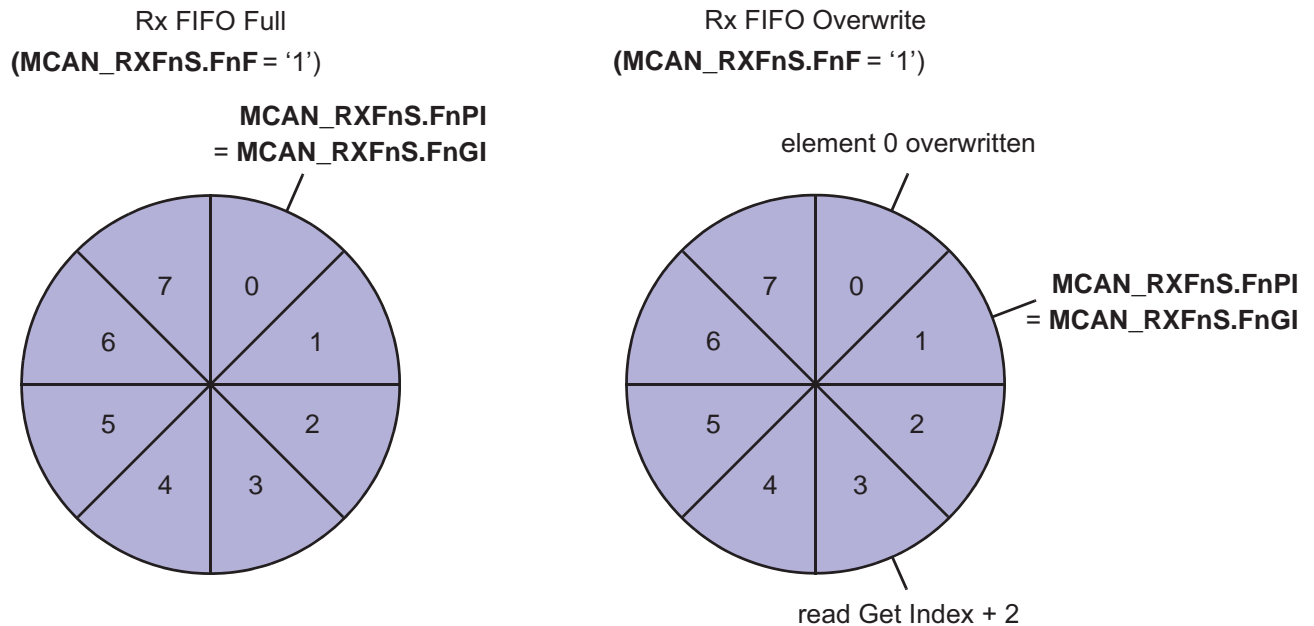 Rx FIFO Full
(MCAN_RXFnS.FnF = ‘1’)
MCAN_RXFnS.FnPI
= MCAN_RXFnS.FnGI
7
0
6
1
5
2
4
3
Rx FIFO Overwrite
(MCAN_RXFnS.FnF = ‘1’)
element 0 overwritten
MCAN_RXFnS.FnPI
= MCAN_RXFnS.FnGI
7
0
6
1
5
2
4
3
read Get Index + 2